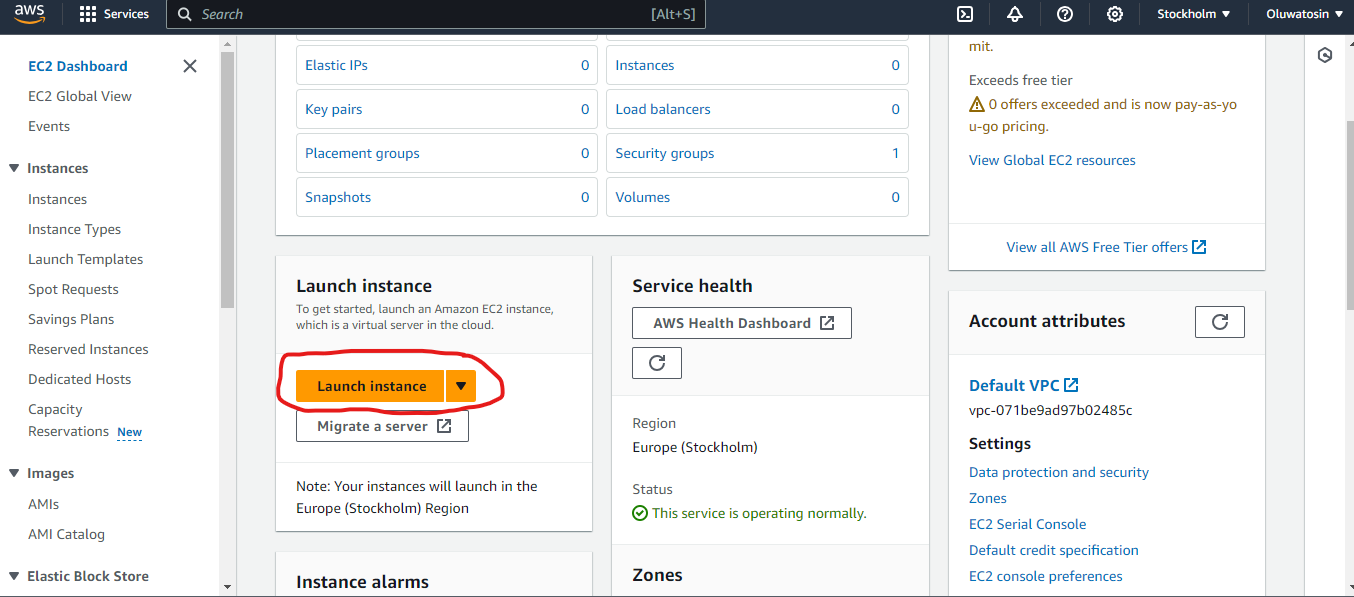 aws
Services
Search
[Alt+S]
Stockholm
Oluwatosin
EC2 Dashboard
EC2 Global View
Events
Instances
Instances
Instance Types
Launch Templates
Spot Requests
Savings Plans
Reserved Instances
Dedicated Hosts
Capacity
Reservations New
Images
AMIs
AMI Catalog
Elastic Block Store
Elastic IPs 0
Instances 0
Key pairs 0
Load balancers 0
Placement groups 0
Security groups 1
Snapshots 0
Volumes 0
Launch instance
To get started, launch an Amazon EC2 instance,
which is a virtual server in the cloud.
Launch instance
Migrate a server
Note: Your instances will launch in the
Europe (Stockholm) Region
Instance alarms
Service health
AWS Health Dashboard
Region
Europe (Stockholm)
Status
This service is operating normally.
Zones
mit.
Exceeds free tier
0 offers exceeded and is now pay-as-yo
u-go pricing.
View Global EC2 resources
View all AWS Free Tier offers
Account attributes
Default VPC
vpc-071be9ad97b02485c
Settings
Data protection and security
Zones
EC2 Serial Console
Default credit specification
EC2 console preferences